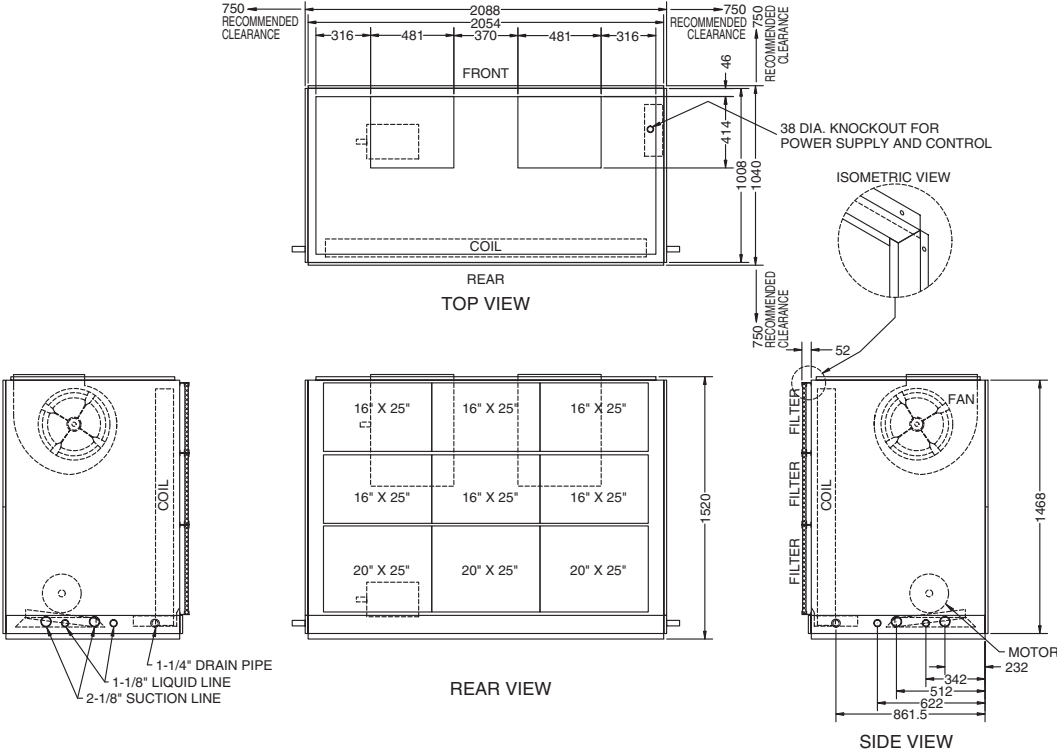 750
RECOMMENDED
CLEARANCE
2088
2054
750
RECOMMENDED
CLEARANCE
316
481
370
481
316
46
750
RECOMMENDED
CLEARANCE
FRONT
414
1008
1040
38 DIA. KNOCKOUT FOR
POWER SUPPLY AND CONTROL
ISOMETRIC VIEW
COIL
REAR
TOP VIEW
750
RECOMMENDED
CLEARANCE
52
COIL
1-1/4" DRAIN PIPE
1-1/8" LIQUID LINE
2-1/8" SUCTION LINE
16" X 25"
16" X 25"
16" X 25"
16" X 25"
16" X 25"
16" X 25"
20" X 25"
20" X 25"
20" X 25"
1520
REAR VIEW
FILTER
FILTER
FILTER
COIL
FAN
1468
MOTOR
232
342
512
622
861.5
SIDE VIEW